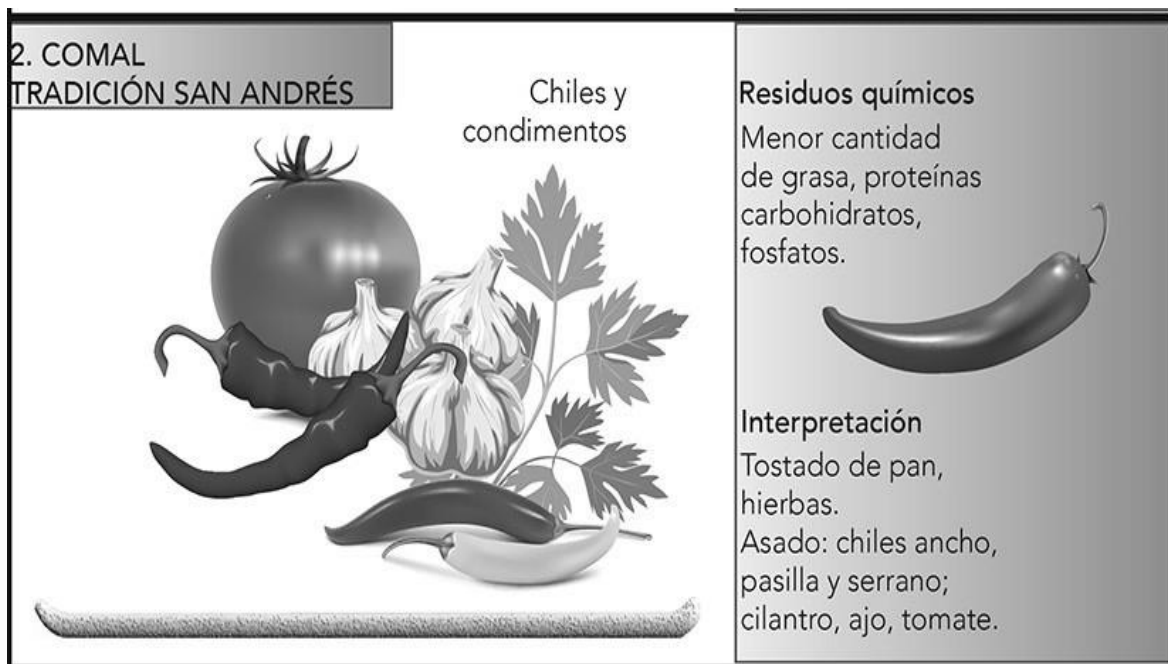 2. COMAL
TRADICIÓN SAN ANDRÉS
Chiles y
condimentos
Residuos químicos
Menor cantidad
de grasa, proteínas
carbohidratos,
fosfatos.
Interpretación
Tostado de pan,
hierbas.
Asado: chiles ancho,
pasilla y serrano;
cilantro, ajo, tomate.